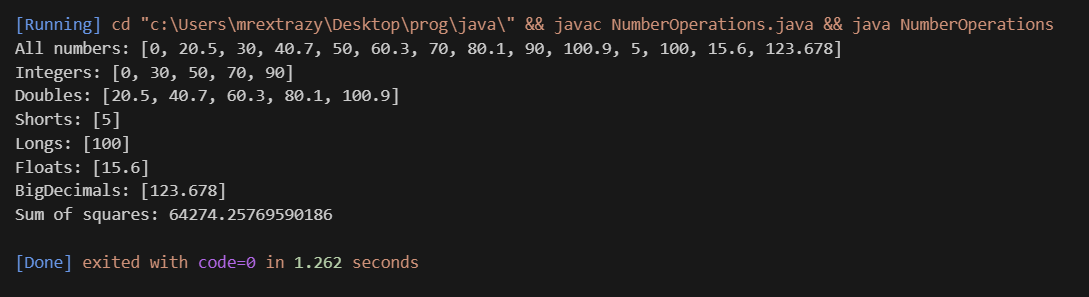 [Running] cd "c:\Users\mrextrazy\Desktop\prog\java\" && javac NumberOperations.java && java NumberOperations
All numbers: [0, 20.5, 30, 40.7, 50, 60.3, 70, 80.1, 90, 100.9, 5, 100, 15.6, 123.678]
Integers: [0, 30, 50, 70, 90]
Doubles: [20.5, 40.7, 60.3, 80.1, 100.9]
Shorts: [5]
Longs: [100]
Floats: [15.6]
BigDecimals: [123.678]
Sum of squares: 64274.25769590186
[Done] exited with code=0 in 1.262 seconds